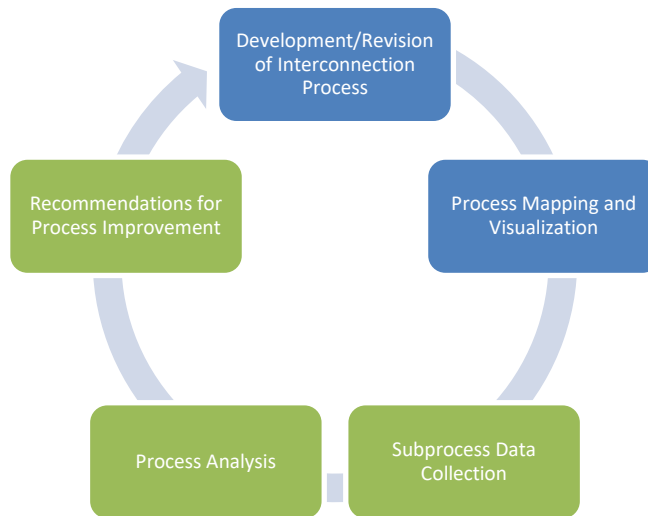 Development/Revision
of Interconnection
Process
Process Mapping and
Visualization
Subprocess Data
Collection
Process Analysis
Recommendations for
Process Improvement